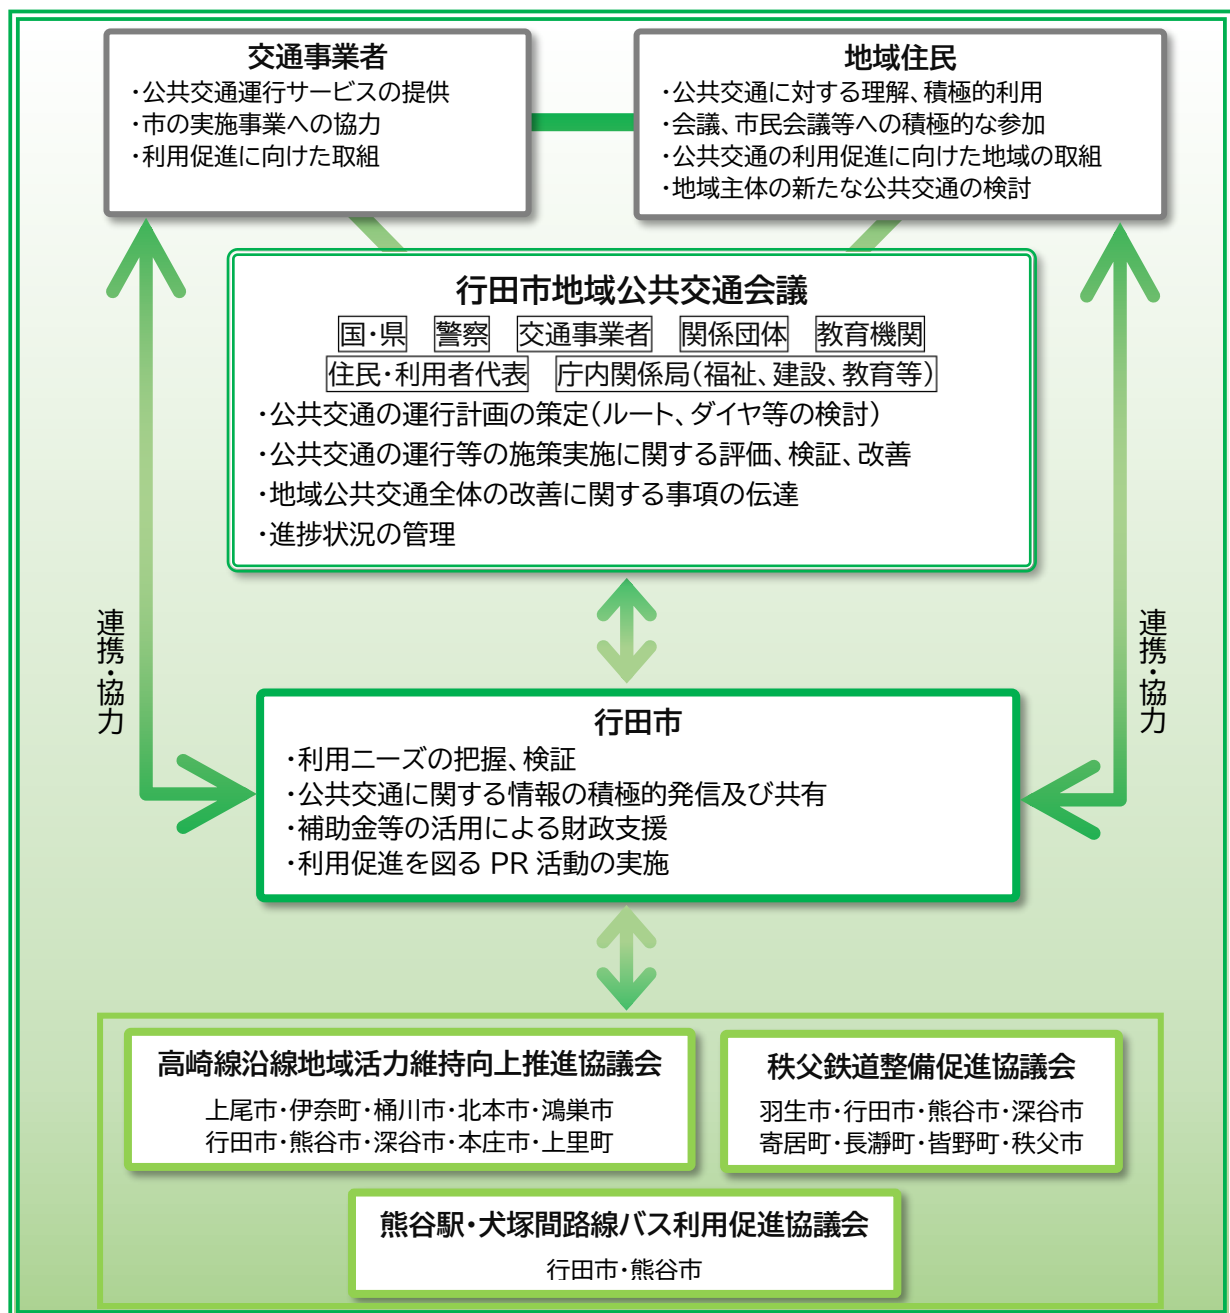 交通事業者
・公共交通運行サービスの提供
・市の実施事業への協力
・利用促進に向けた取組
地域住民
・公共交通に対する理解、積極的利用
・会議、市民会議等への積極的な参加
・公共交通の利用促進に向けた地域の取組
・地域主体の新たな公共交通の検討
行田市地域公共交通会議
国・県 警察 交通事業者 関係団体 教育機関
住民・利用者代表 庁内関係局(福祉、建設、教育等)
・公共交通の運行計画の策定(ルート、ダイヤ等の検討)
・公共交通の運行等の施策実施に関する評価、検証、改善
・地域公共交通全体の改善に関する事項の伝達
・進捗状況の管理
連携・協力
連携・協力
行田市
・利用ニーズの把握、検証
・公共交通に関する情報の積極的発信及び共有
・補助金等の活用による財政支援
・利用促進を図る PR 活動の実施
高崎線沿線地域活力維持向上推進協議会
上尾市・伊奈町・桶川市・北本市・鴻巣市
行田市・熊谷市・深谷市・本庄市・上里町
秩父鉄道整備促進協議会
羽生市・行田市・熊谷市・深谷市
寄居町・長瀞町・皆野町・秩父市
熊谷駅・犬塚間路線バス利用促進協議会
行田市・熊谷市